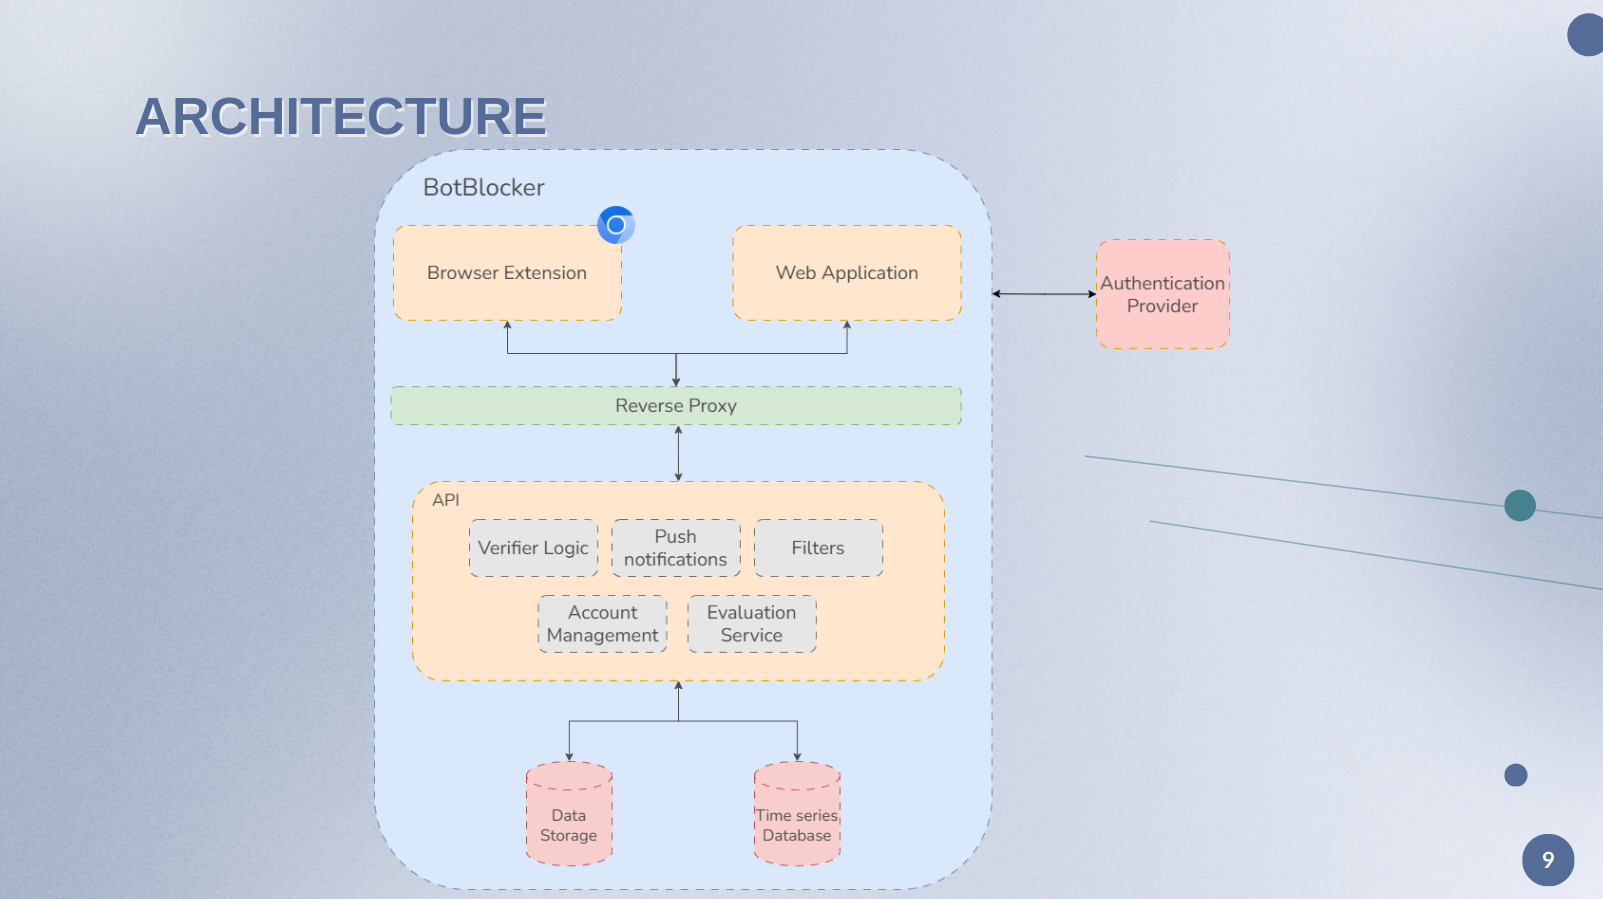 ARCHITECTURE
BotBlocker
Browser Extension
Web Application
Authentication
Provider
Reverse Proxy
API
Verifier Logic
Push
notifications
Filters
Account
Management
Evaluation
Service
Data
Storage
Time series
Database
9